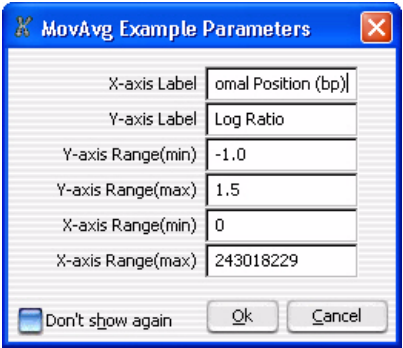 MovAvg Example Parameters
X-axis Label omal Position (bp)
Y-axis Label Log Ratio
Y-axis Range(min) -1.0
Y-axis Range(max) 1.5
X-axis Range(min) 0
X-axis Range(max) 243018229
Don't show again Ok Cancel